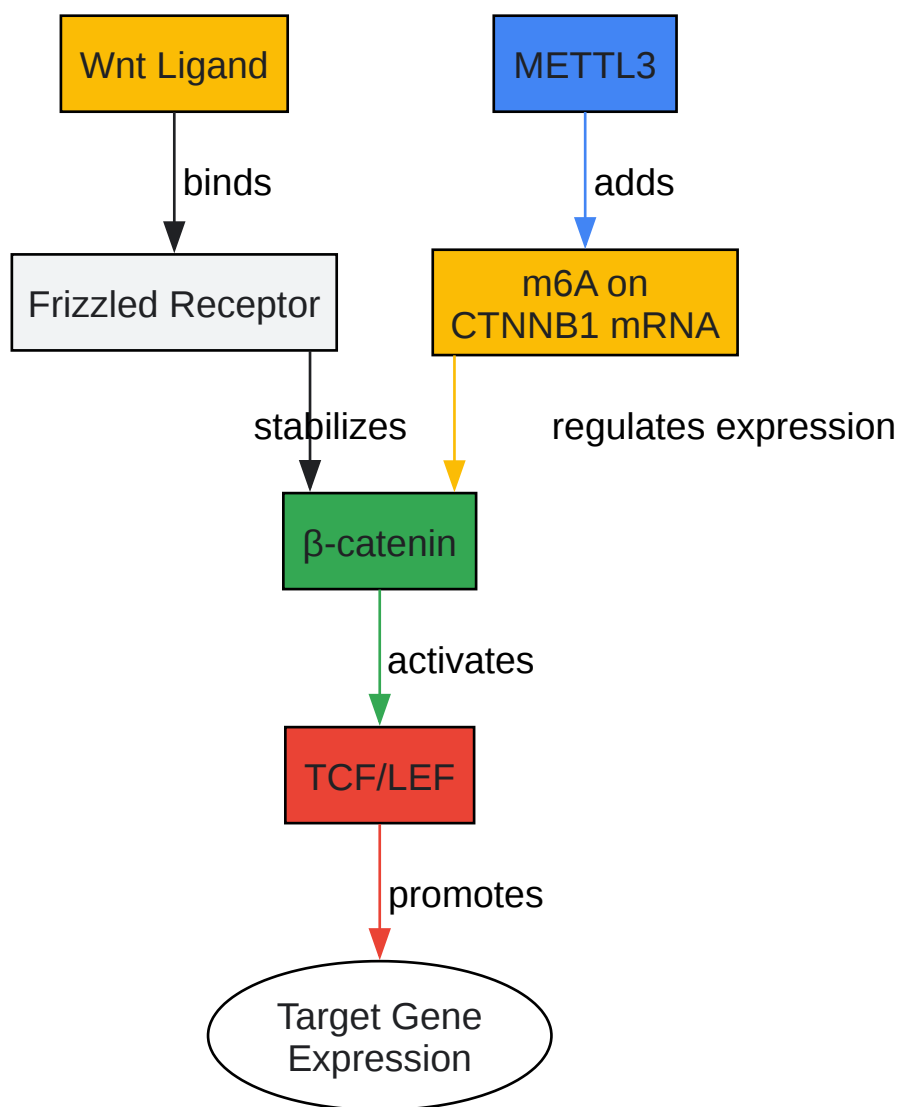 Wnt Ligand
METTL3
binds
adds
Frizzled Receptor
m6A on
CTNNB1 mRNA
stabilizes
regulates expression
β-catenin
activates
TCF/LEF
promotes
Target Gene
Expression